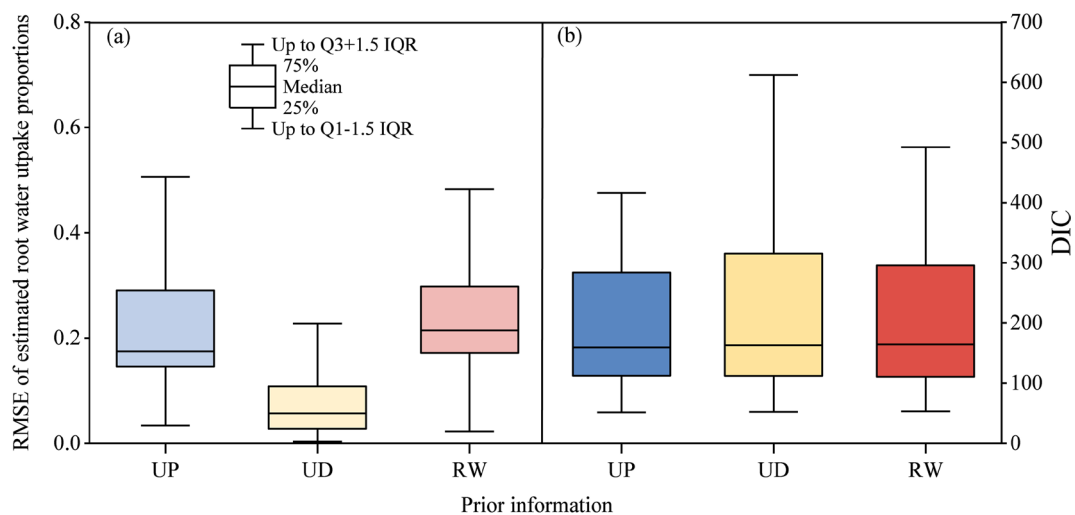 (a)
Up to Q3+1.5 IQR
75%
Median
25%
Up to Q1-1.5 IQR
RMSE of estimated root water utpake proportions
0.8
0.6
0.4
0.2
0.0
UP
UD
RW
(b)
700
600
500
400
300
200
100
0
DIC
UP
UD
RW
Prior information